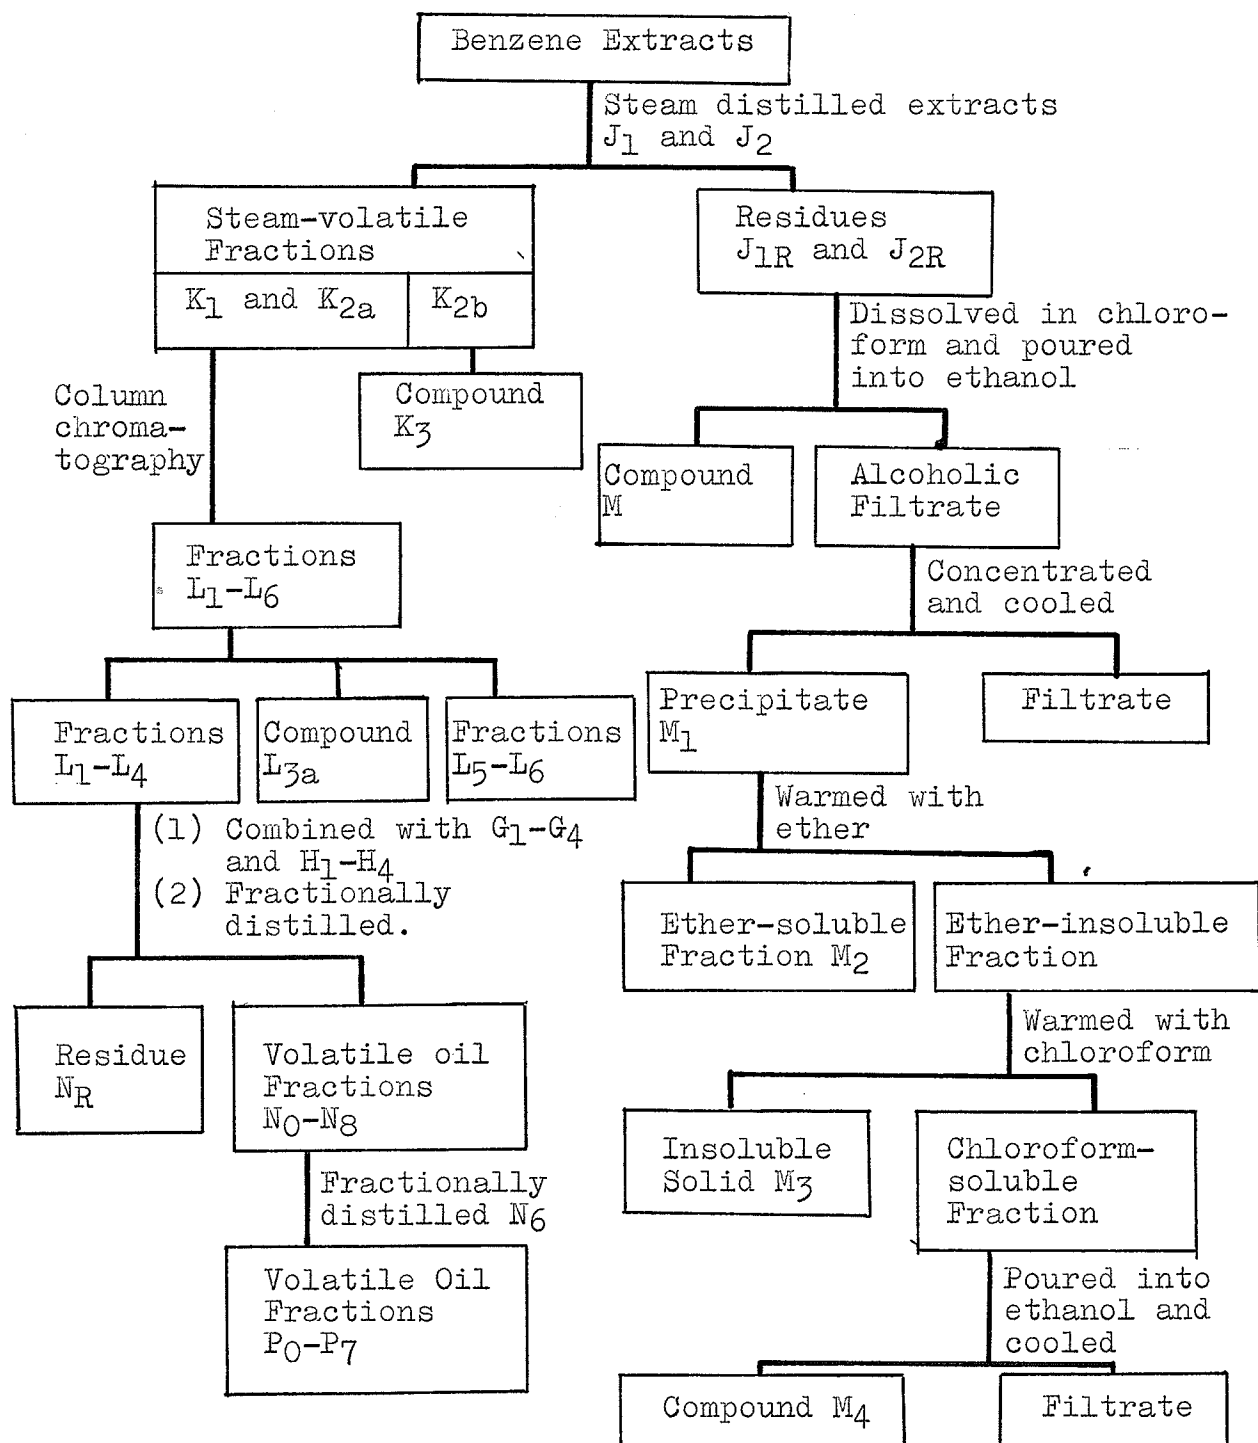 Benzene Extracts
Steam distilled extracts
J1 and J2
Steam-volatile
Fractions
K1 and K2a
K2b
Residues
J1R and J2R
Dissolved in chloro-
form and poured
into ethanol
Column
chroma-
tography
Compound
K3
Compound
M
Alcoholic
Filtrate
Fractions
L1-L6
Concentrated
and cooled
Fractions
L1-L4
Compound
L3a
Fractions
L5-L6
Precipitate
M1
Filtrate
(1) Combined with G1-G4
and H1-H4
(2) Fractionally
distilled.
Warmed with
ether
Ether-soluble
Fraction M2
Ether-insoluble
Fraction
Residue
NR
Volatile oil
Fractions
N0-N8
Warmed with
chloroform
Insoluble
Solid M3
Chloroform-
soluble
Fraction
Fractionally
distilled N6
Volatile Oil
Fractions
P0-P7
Poured into
ethanol and
cooled
Compound M4
Filtrate